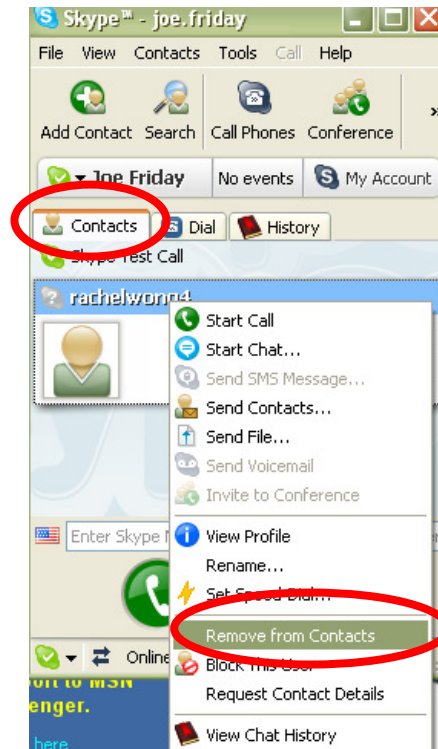 Skype™ - joe.friday
File View Contacts Tools Call Help
Add Contact Search Call Phones Conference »
Joe Friday No events My Account
Contacts Dial History
Skype Test Call
rachelwong4
Start Call
Start Chat...
Send SMS Message...
Send Contacts...
Send File...
Send Voicemail
Invite to Conference
Enter Skype
View Profile
Rename...
Set Speed Dial...
Remove from Contacts
Online
Block This User
Request Contact Details
to MSN
enger.
View Chat History
here